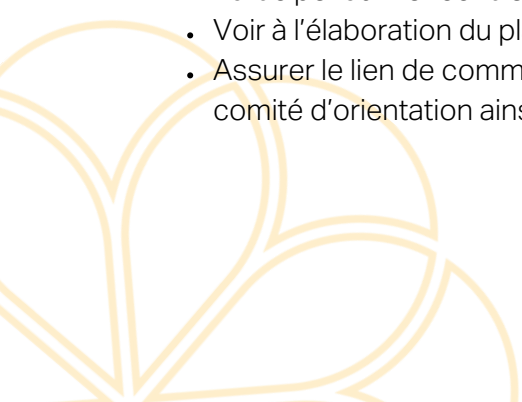 Voir à l'élaboration du pl
Assurer le lien de comm
comité d'orientation ains